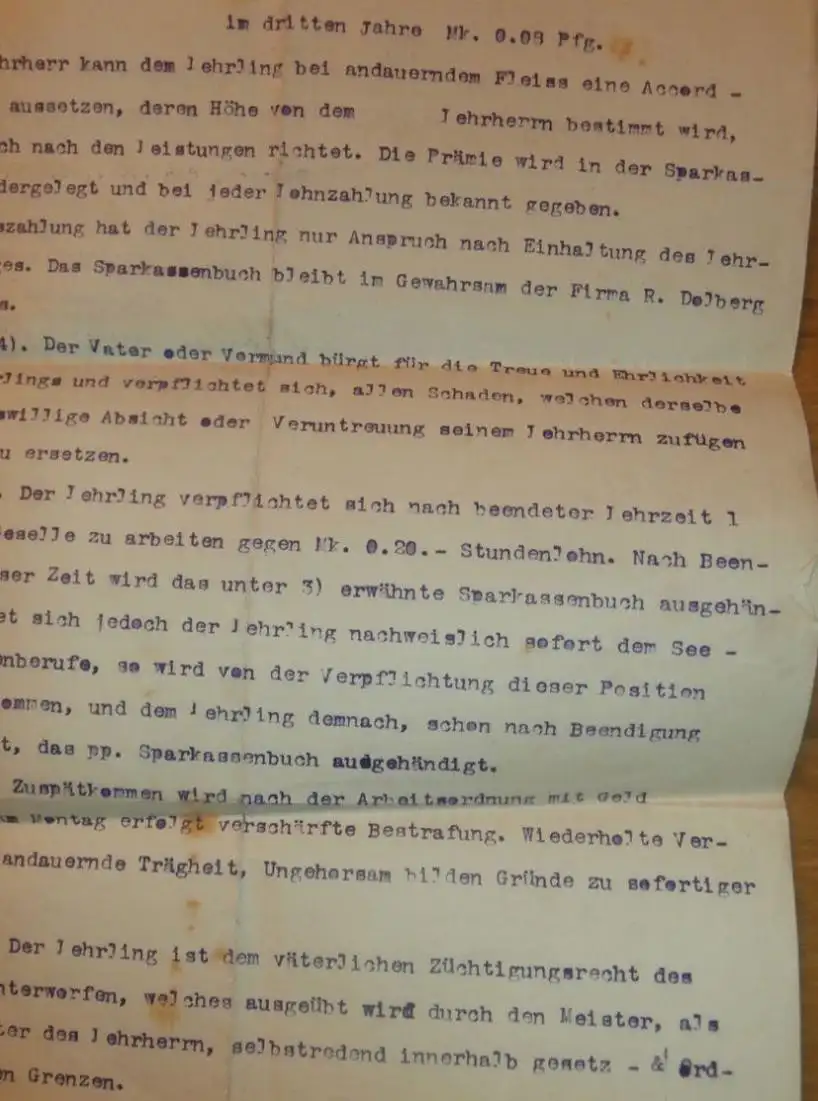 im dritten Jahre Mk. 0.08 Pfg.
hrherr kann dem Lehrling bei andauerndem Fleiss eine Accord -
aussetzen, deren Höhe von dem Lehrherrn bestimmt wird,
ch nach den Leistungen richtet. Die Prämie wird in der Sparkas-
dergelegt und bei jeder Lohnzahlung bekannt gegeben.
szahlung hat der Lehrling nur Anspruch nach Einhaltung des Lehr-
ges. Das Sparkassenbuch bleibt im Gewahrsam der Firma R. Dolberg
s.
4). Der Vater oder Vormund bürgt für die Treue und Ehrlichkeit
rlings und verpflichtet sich, allen Schaden, welchen derselbe
swillige Absicht oder Veruntreuung seinem Lehrherrn zufügen
u ersetzen.
. Der Lehrling verpflichtet sich nach beendeter Lehrzeit 1
eselle zu arbeiten gegen Mk. 0.20.- Stundenlohn. Nach Been-
ser Zeit wird das unter 3) erwähnte Sparkassenbuch ausgehän-
et sich jedoch der Lehrling nachweislich sofort dem See -
nberufe, so wird von der Verpflichtung dieser Position
ommen, und dem Lehrling demnach, schon nach Beendigung
t, das pp. Sparkassenbuch audgehändigt.
Zuspätkommen wird nach der Arbeitsordnung mit Geld
am Montag erfolgt verschärfte Bestrafung. Wiederholte Ver-
andauernde Trägheit, Ungehorsam bilden Gründe zu sofertiger
Der Lehrling ist dem väterlichen Züchtigungsrecht des
nterworfen, welches ausgeübt wird durch den Meister, als
ter des Lehrherrn, selbstredend innerhalb gesetz - & Ord-
en Grenzen.